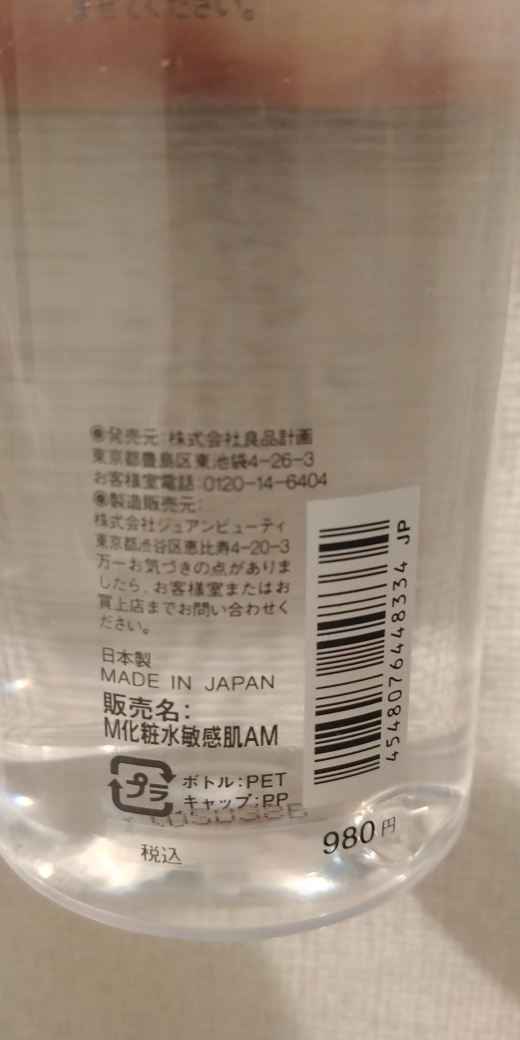 ませてください。
◉発売元：株式会社良品計画
東京都豊島区東池袋4-26-3
お客様室電話：0120-14-6404
◉製造販売元：
株式会社ジュアンビューティ
東京都渋谷区恵比寿4-20-3
万一お気づきの点がありま
したら、お客様室またはお
買上店までお問い合わせく
ださい。
日本製
MADE IN JAPAN
販売名：
M化粧水敏感肌AM
プラ
ボトル：PET
キャップ：PP
税込
980円
4548076448334 JP